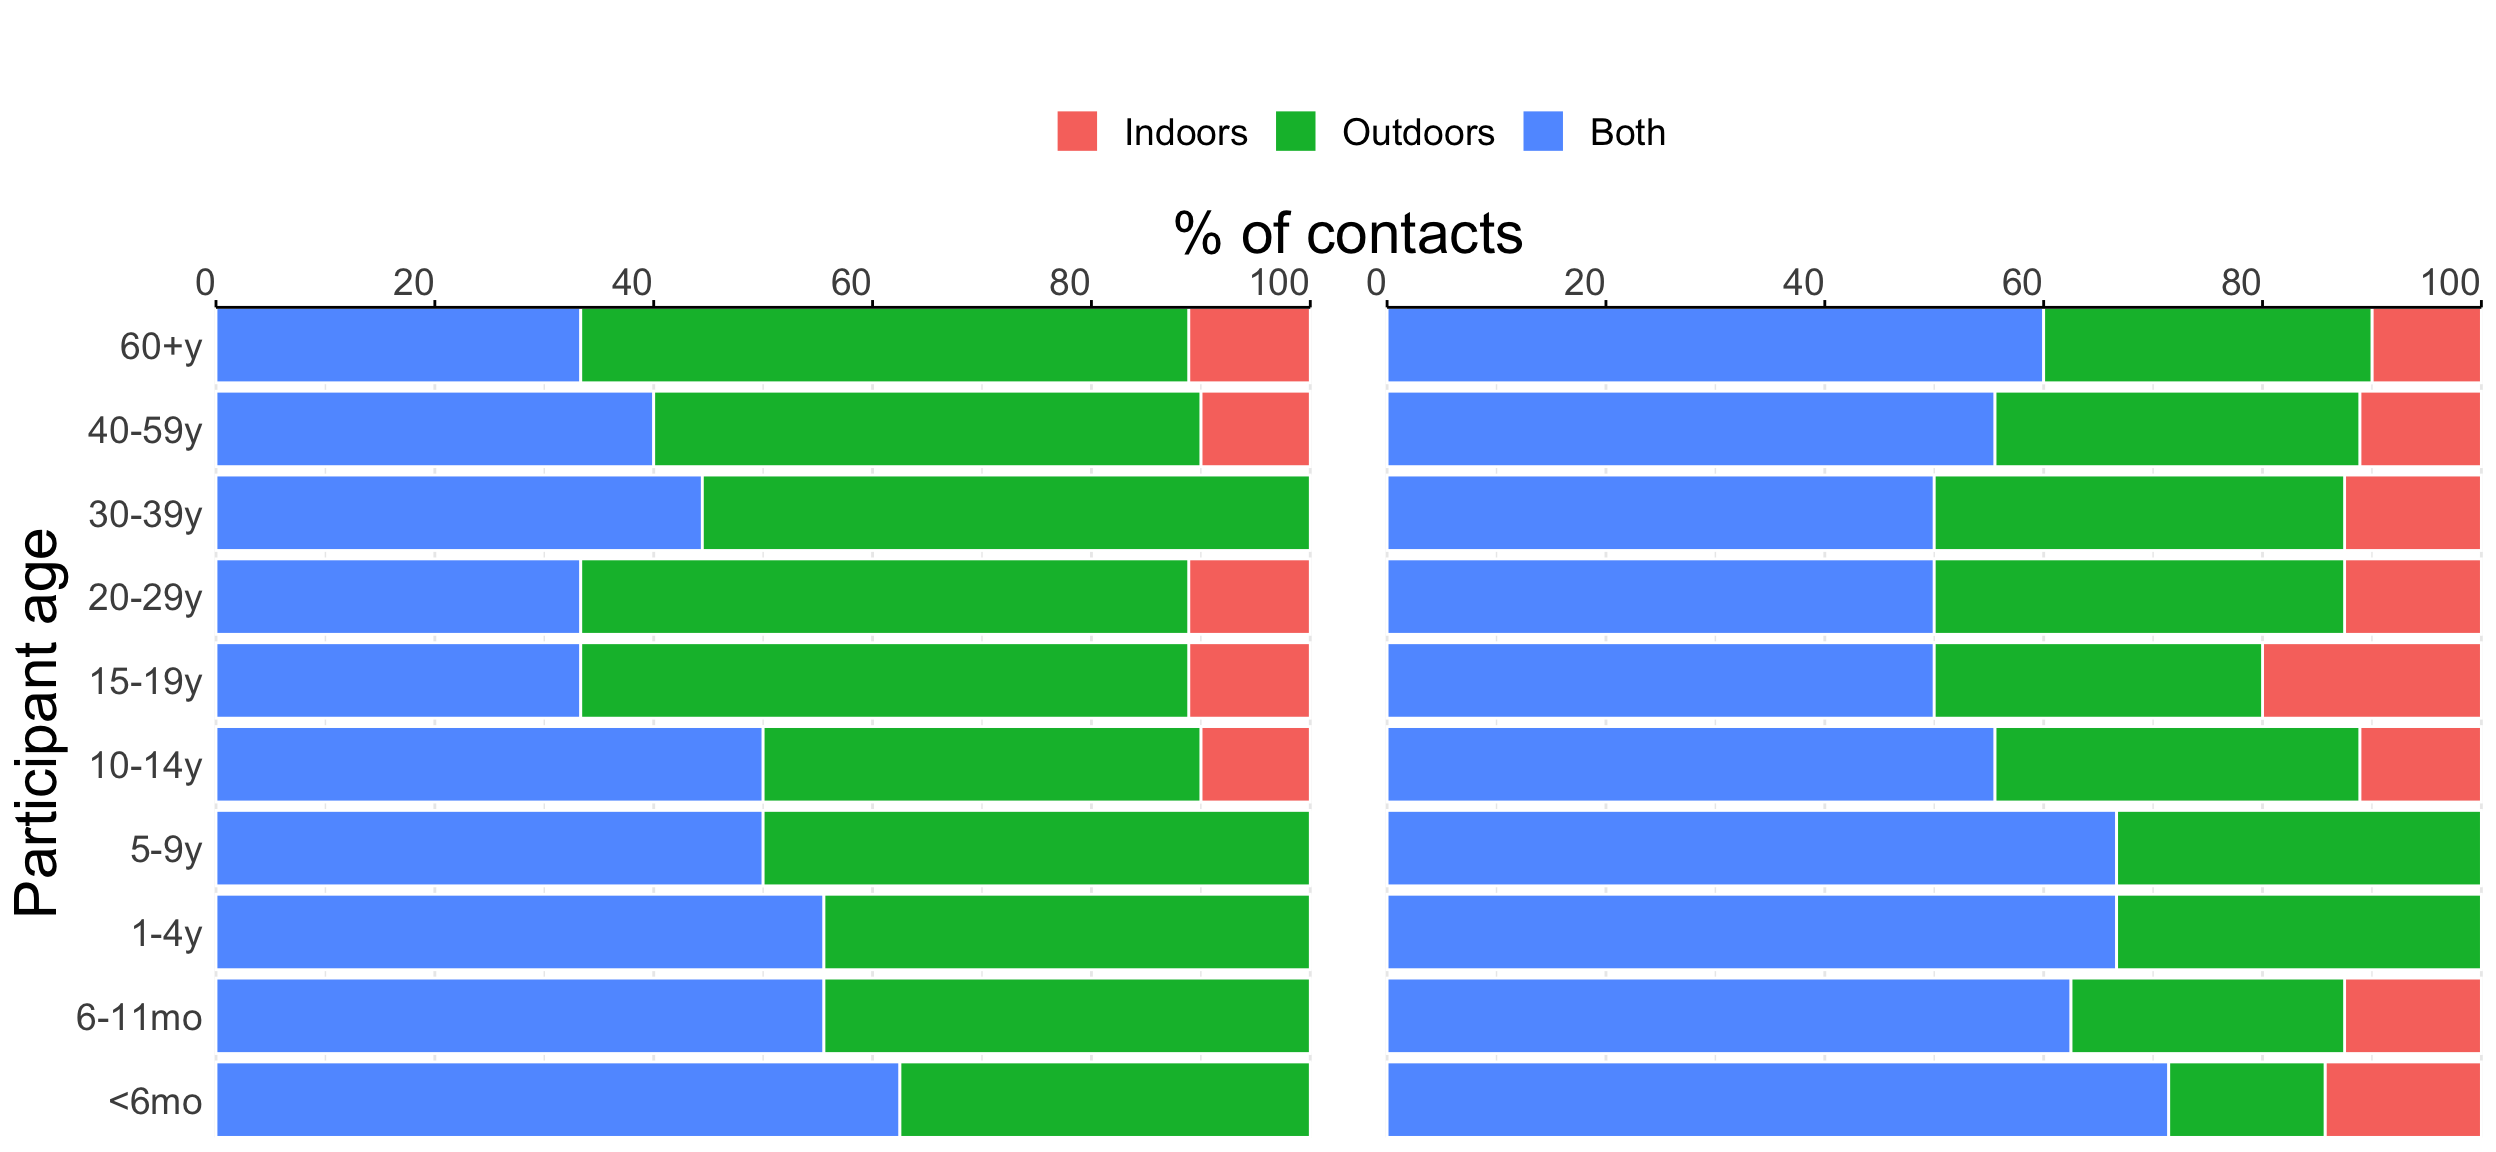 Indoors Outdoors Both
% of contacts
0 20 40 60 80 100 0 20 40 60 80 100
60+y
40-59y
30-39y
20-29y
15-19y
10-14y
5-9y
1-4y
6-11mo
<6mo
Participant age